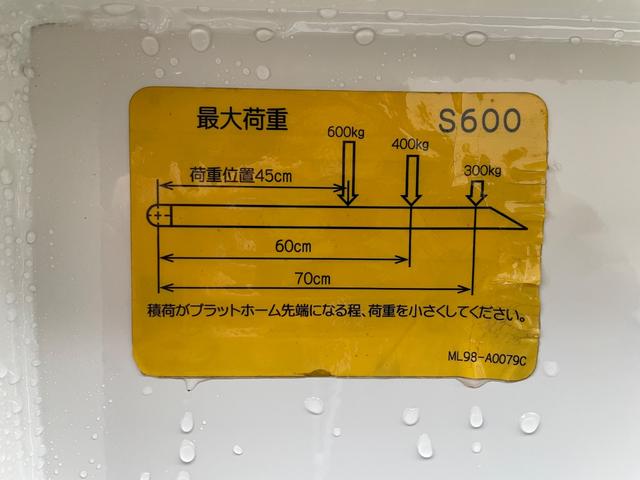 最大荷重
S600
600kg
400kg
300kg
荷重位置45cm
60cm
70cm
積荷がプラットホーム先端になる程、荷重を小さくしてください。
ML98-A0079C